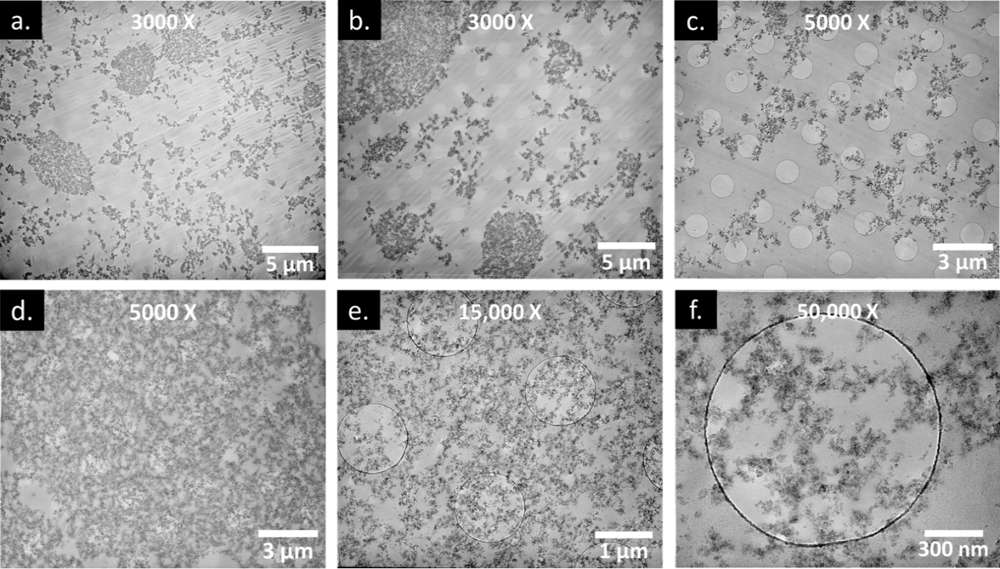 a.
3000 X
5 µm
b.
3000 X
5 µm
c.
5000 X
3 µm
d.
5000 X
3 µm
e.
15,000 X
1 µm
f.
50,000 X
300 nm